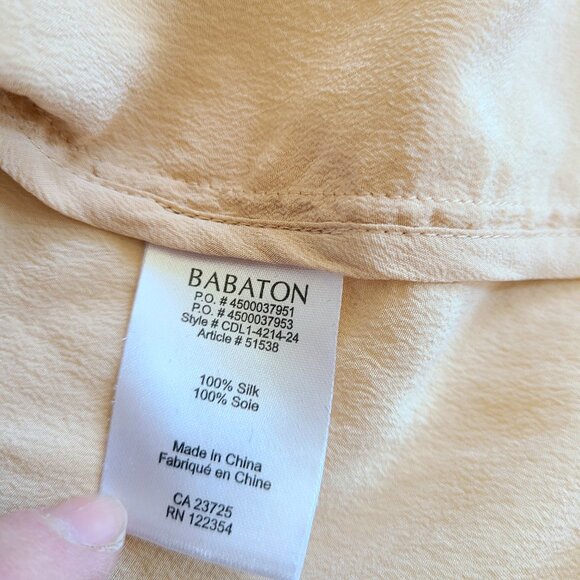 BABATON
P.O. # 4500037951
P.O. # 4500037953
Style # CDL1-4214-24
Article # 51538
100% Silk
100% Soie
Made in China
Fabriqué en Chine
CA 23725
RN 122354